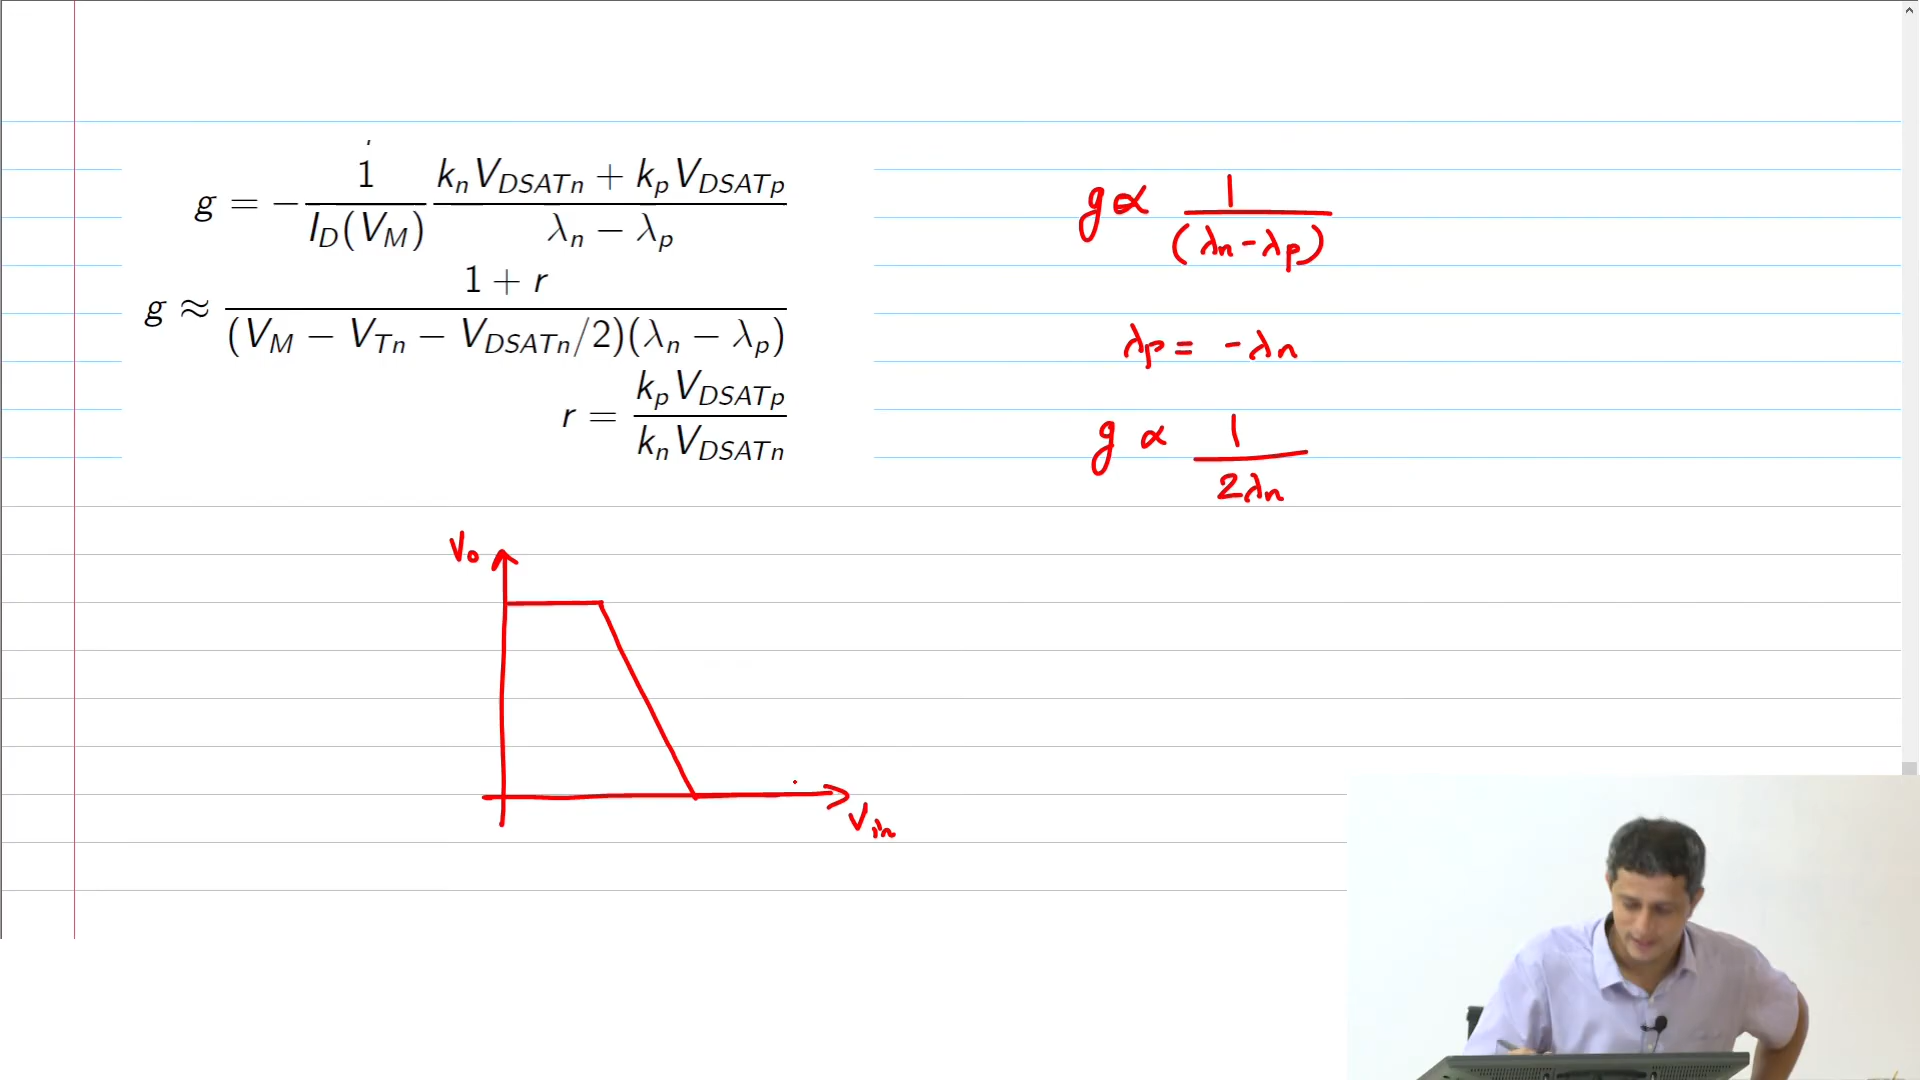 g = − 1 / I_D(V_M) · (k_n V_DSATn + k_p V_DSATp) / (λ_n − λ_p)
g ≈ (1 + r) / ((V_M − V_Tn − V_DSATn/2)(λ_n − λ_p))
r = k_p V_DSATp / k_n V_DSATn
g ∝ 1 / (λn − λp)
λp = −λn
g ∝ 1 / 2λn
Vo
Vin